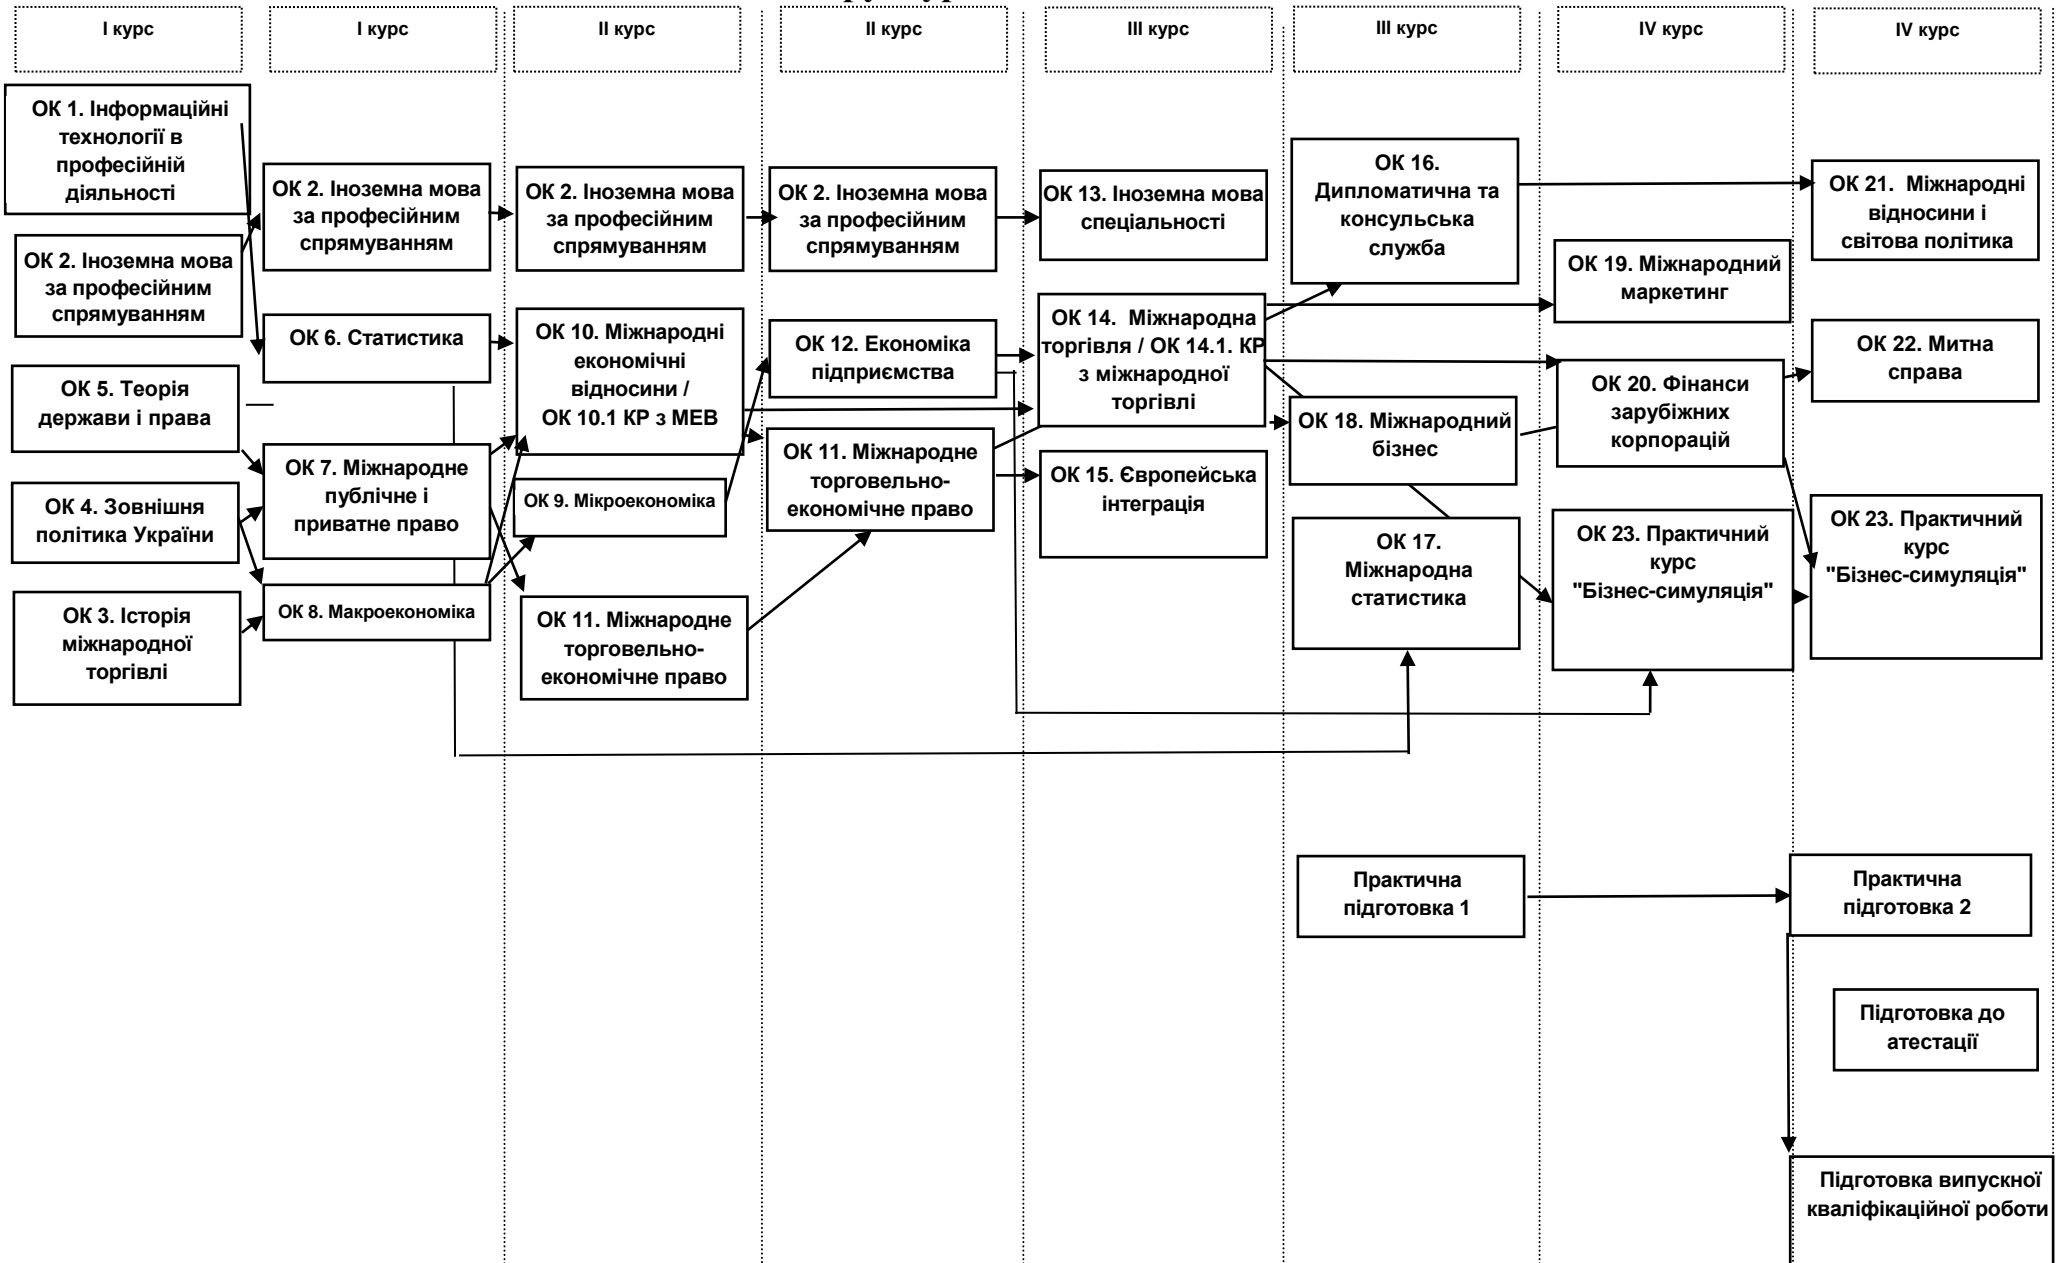 І курс
І курс
ІІ курс
ІІ курс
ІІІ курс
ІІІ курс
IV курс
IV курс
ОК 1. Інформаційні
технології в
професійній
діяльності
ОК 2. Іноземна мова
за професійним
спрямуванням
ОК 5. Теорія
держави і права
ОК 4. Зовнішня
політика України
ОК 3. Історія
міжнародної
торгівлі
ОК 2. Іноземна мова
за професійним
спрямуванням
ОК 6. Статистика
ОК 7. Міжнародне
публічне і
приватне право
ОК 8. Макроекономіка
ОК 2. Іноземна мова
за професійним
спрямуванням
ОК 10. Міжнародні
економічні
відносини /
ОК 10.1 КР з МЕВ
ОК 9. Мікроекономіка
ОК 11. Міжнародне
торговельно-
економічне право
ОК 2. Іноземна мова
за професійним
спрямуванням
ОК 12. Економіка
підприємства
ОК 11. Міжнародне
торговельно-
економічне право
ОК 13. Іноземна мова
спеціальності
ОК 14. Міжнародна
торгівля / ОК 14.1. КР
з міжнародної
торгівлі
ОК 15. Європейська
інтеграція
ОК 16.
Дипломатична та
консульська
служба
ОК 18. Міжнародний
бізнес
ОК 17.
Міжнародна
статистика
Практична
підготовка 1
ОК 19. Міжнародний
маркетинг
ОК 20. Фінанси
зарубіжних
корпорацій
ОК 23. Практичний
курс
"Бізнес-симуляція"
ОК 21. Міжнародні
відносини і
світова політика
ОК 22. Митна
справа
ОК 23. Практичний
курс
"Бізнес-симуляція"
Практична
підготовка 2
Підготовка до
атестації
Підготовка випускної
кваліфікаційної роботи